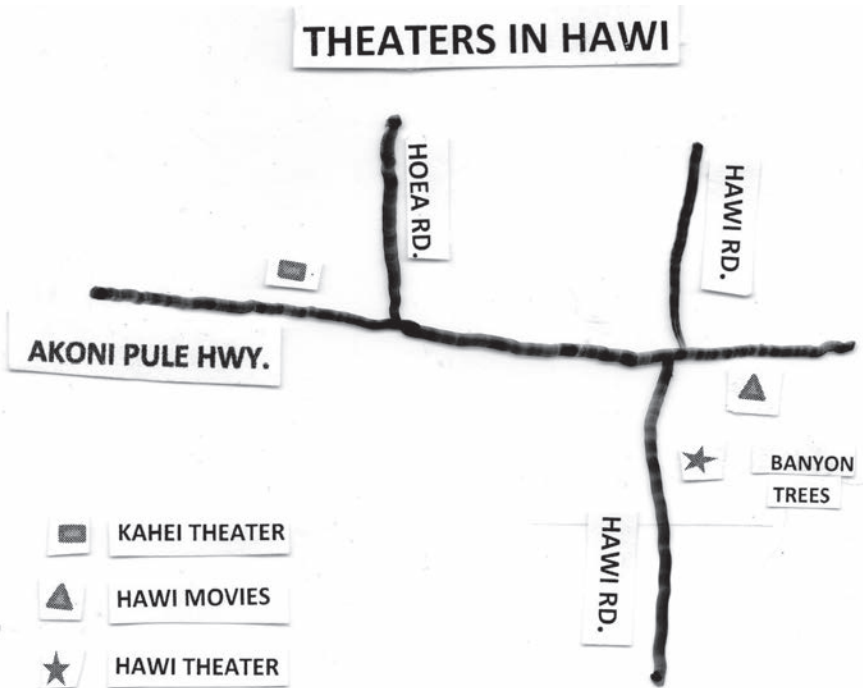 THEATERS IN HAWI
HOEA RD.
HAWI RD.
AKONI PULE HWY.
BANYON
TREES
HAWI RD.
KAHEI THEATER
HAWI MOVIES
HAWI THEATER